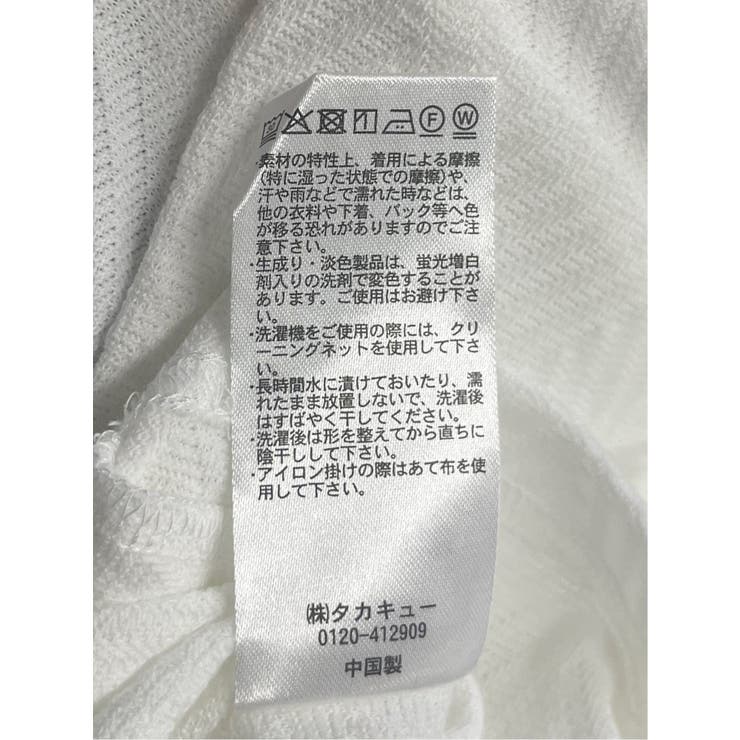 F W
・素材の特性上、着用による摩擦
(特に湿った状態での摩擦)や、
汗や雨などで濡れた時などは、
他の衣料や下着、バック等へ色
が移る恐れがありますのでご注
意下さい。
・生成り・淡色製品は、蛍光増白
剤入りの洗剤で変色することが
あります。ご使用はお避け下さ
い。
・洗濯機をご使用の際には、クリ
ーニングネットを使用して下さ
い。
・長時間水に漬けておいたり、濡
れたまま放置しないで、洗濯後
はすばやく干してください。
・洗濯後は形を整えてから直ちに
陰干しして下さい。
・アイロン掛けの際はあて布を使
用して下さい。
(株)タカキュー
0120-412909
中国製